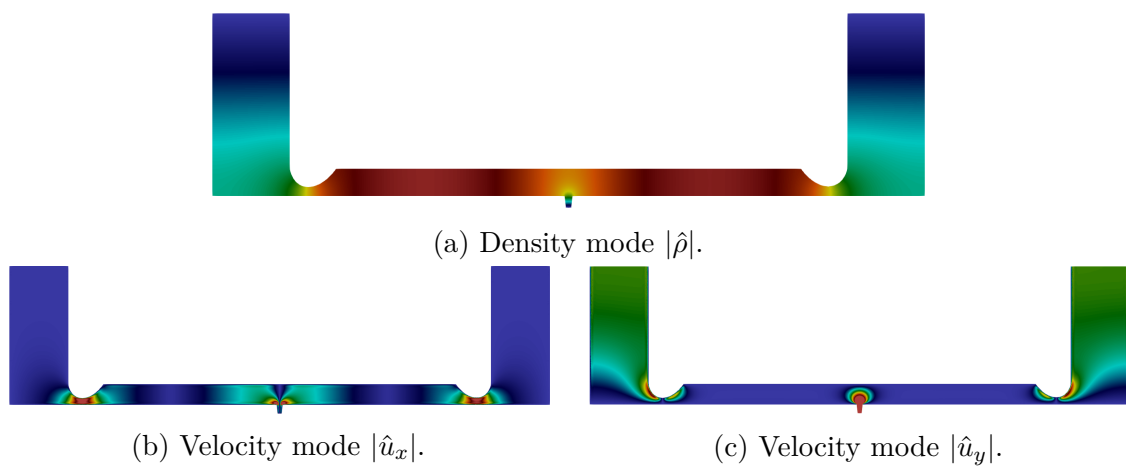 (a) Density mode |ρ̂|.
(b) Velocity mode |û_x|.
(c) Velocity mode |û_y|.